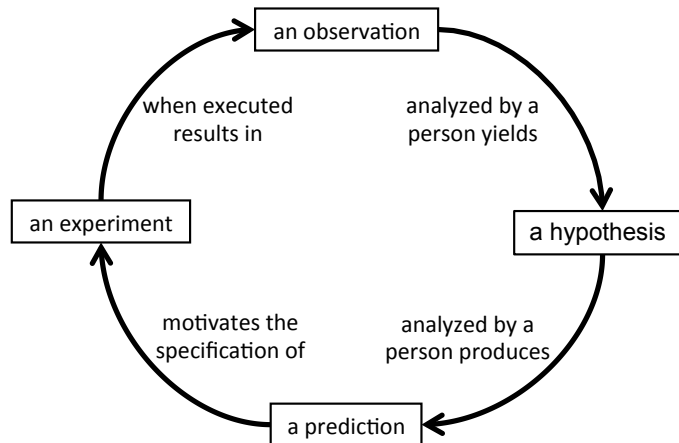 an observation
when executed
results in
analyzed by a
person yields
an experiment
a hypothesis
motivates the
specification of
analyzed by a
person produces
a prediction